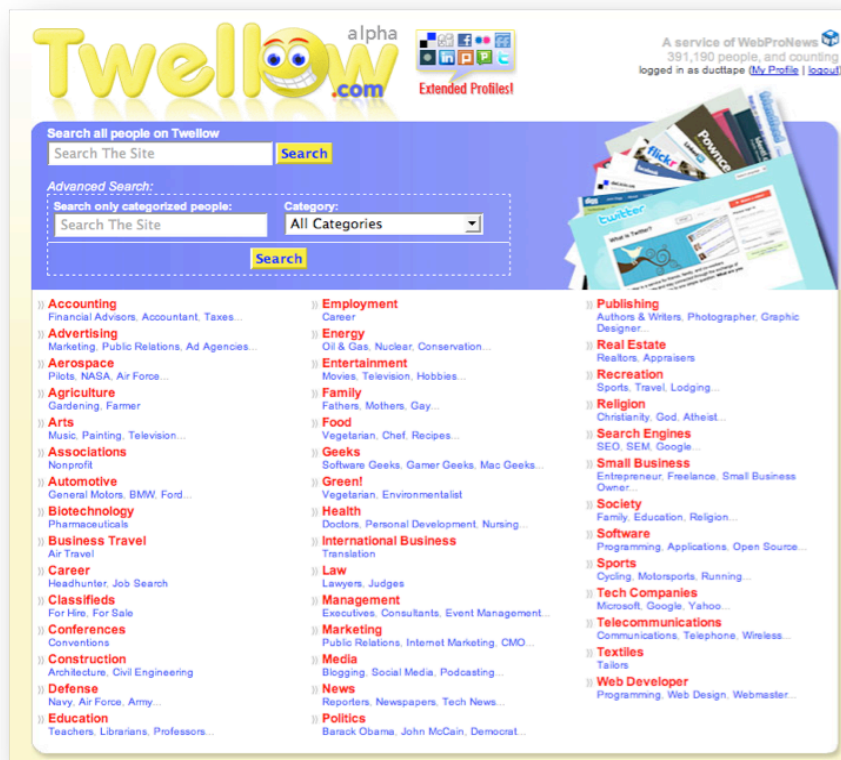 Twellow
.com
alpha
Extended Profiles!
A service of WebProNews
391,190 people, and counting
logged in as ducttape (My Profile | logout)
Search all people on Twellow
Search The Site
Search
Advanced Search:
Search only categorized people:
Category:
Search The Site
All Categories
Search
flickr
Pownce
digg
twitter
What is Twitter?
Accounting
Financial Advisors, Accountant, Taxes...
Advertising
Marketing, Public Relations, Ad Agencies...
Aerospace
Pilots, NASA, Air Force...
Agriculture
Gardening, Farmer
Arts
Music, Painting, Television...
Associations
Nonprofit
Automotive
General Motors, BMW, Ford...
Biotechnology
Pharmaceuticals
Business Travel
Air Travel
Career
Headhunter, Job Search
Classifieds
For Hire, For Sale
Conferences
Conventions
Construction
Architecture, Civil Engineering
Defense
Navy, Air Force, Army...
Education
Teachers, Librarians, Professors...
Employment
Career
Energy
Oil & Gas, Nuclear, Conservation...
Entertainment
Movies, Television, Hobbies...
Family
Fathers, Mothers, Gay...
Food
Vegetarian, Chef, Recipes...
Geeks
Software Geeks, Gamer Geeks, Mac Geeks...
Green!
Vegetarian, Environmentalist
Health
Doctors, Personal Development, Nursing...
International Business
Translation
Law
Lawyers, Judges
Management
Executives, Consultants, Event Management...
Marketing
Public Relations, Internet Marketing, CMO...
Media
Blogging, Social Media, Podcasting...
News
Reporters, Newspapers, Tech News...
Politics
Barack Obama, John McCain, Democrat...
Publishing
Authors & Writers, Photographer, Graphic
Designer...
Real Estate
Realtors, Appraisers
Recreation
Sports, Travel, Lodging...
Religion
Christianity, God, Atheist...
Search Engines
SEO, SEM, Google...
Small Business
Entrepreneur, Freelance, Small Business
Owner...
Society
Family, Education, Religion...
Software
Programming, Applications, Open Source...
Sports
Cycling, Motorsports, Running...
Tech Companies
Microsoft, Google, Yahoo...
Telecommunications
Communications, Telephone, Wireless...
Textiles
Tailors
Web Developer
Programming, Web Design, Webmaster...